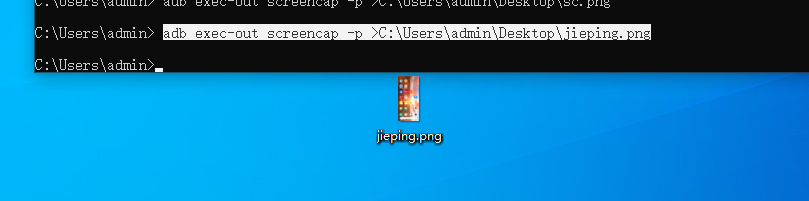 C:\Users\admin> adb exec-out screencap -p >C:\Users\admin\Desktop\sc.png
C:\Users\admin> adb exec-out screencap -p >C:\Users\admin\Desktop\jieping.png
C:\Users\admin>
jieping.png